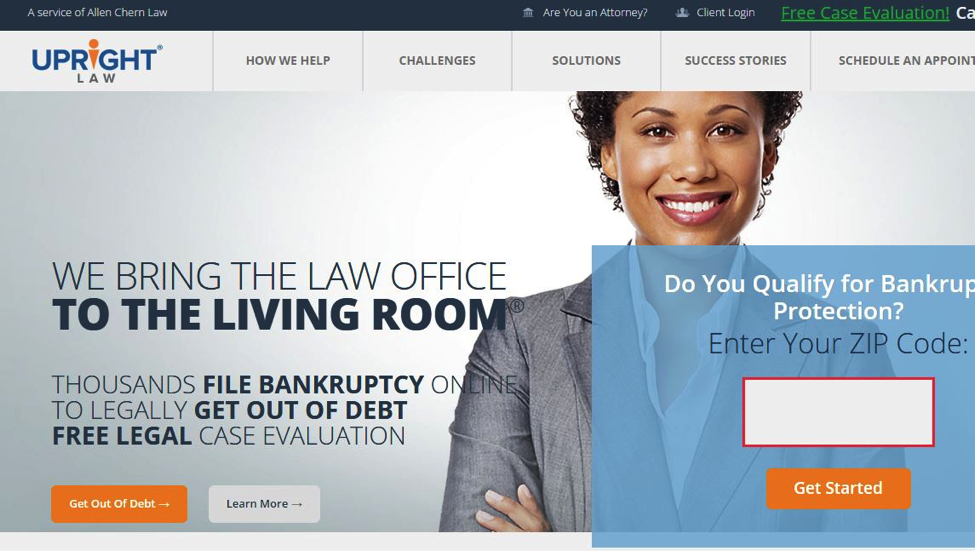 A service of Allen Chern Law
Are You an Attorney?
Client Login
Free Case Evaluation! Ca
UPRIGHT®
LAW
HOW WE HELP
CHALLENGES
SOLUTIONS
SUCCESS STORIES
SCHEDULE AN APPOINT
WE BRING THE LAW OFFICE
TO THE LIVING ROOM®
THOUSANDS FILE BANKRUPTCY ONLINE
TO LEGALLY GET OUT OF DEBT
FREE LEGAL CASE EVALUATION
Get Out Of Debt →
Learn More →
Do You Qualify for Bankrup
Protection?
Enter Your ZIP Code:
Get Started